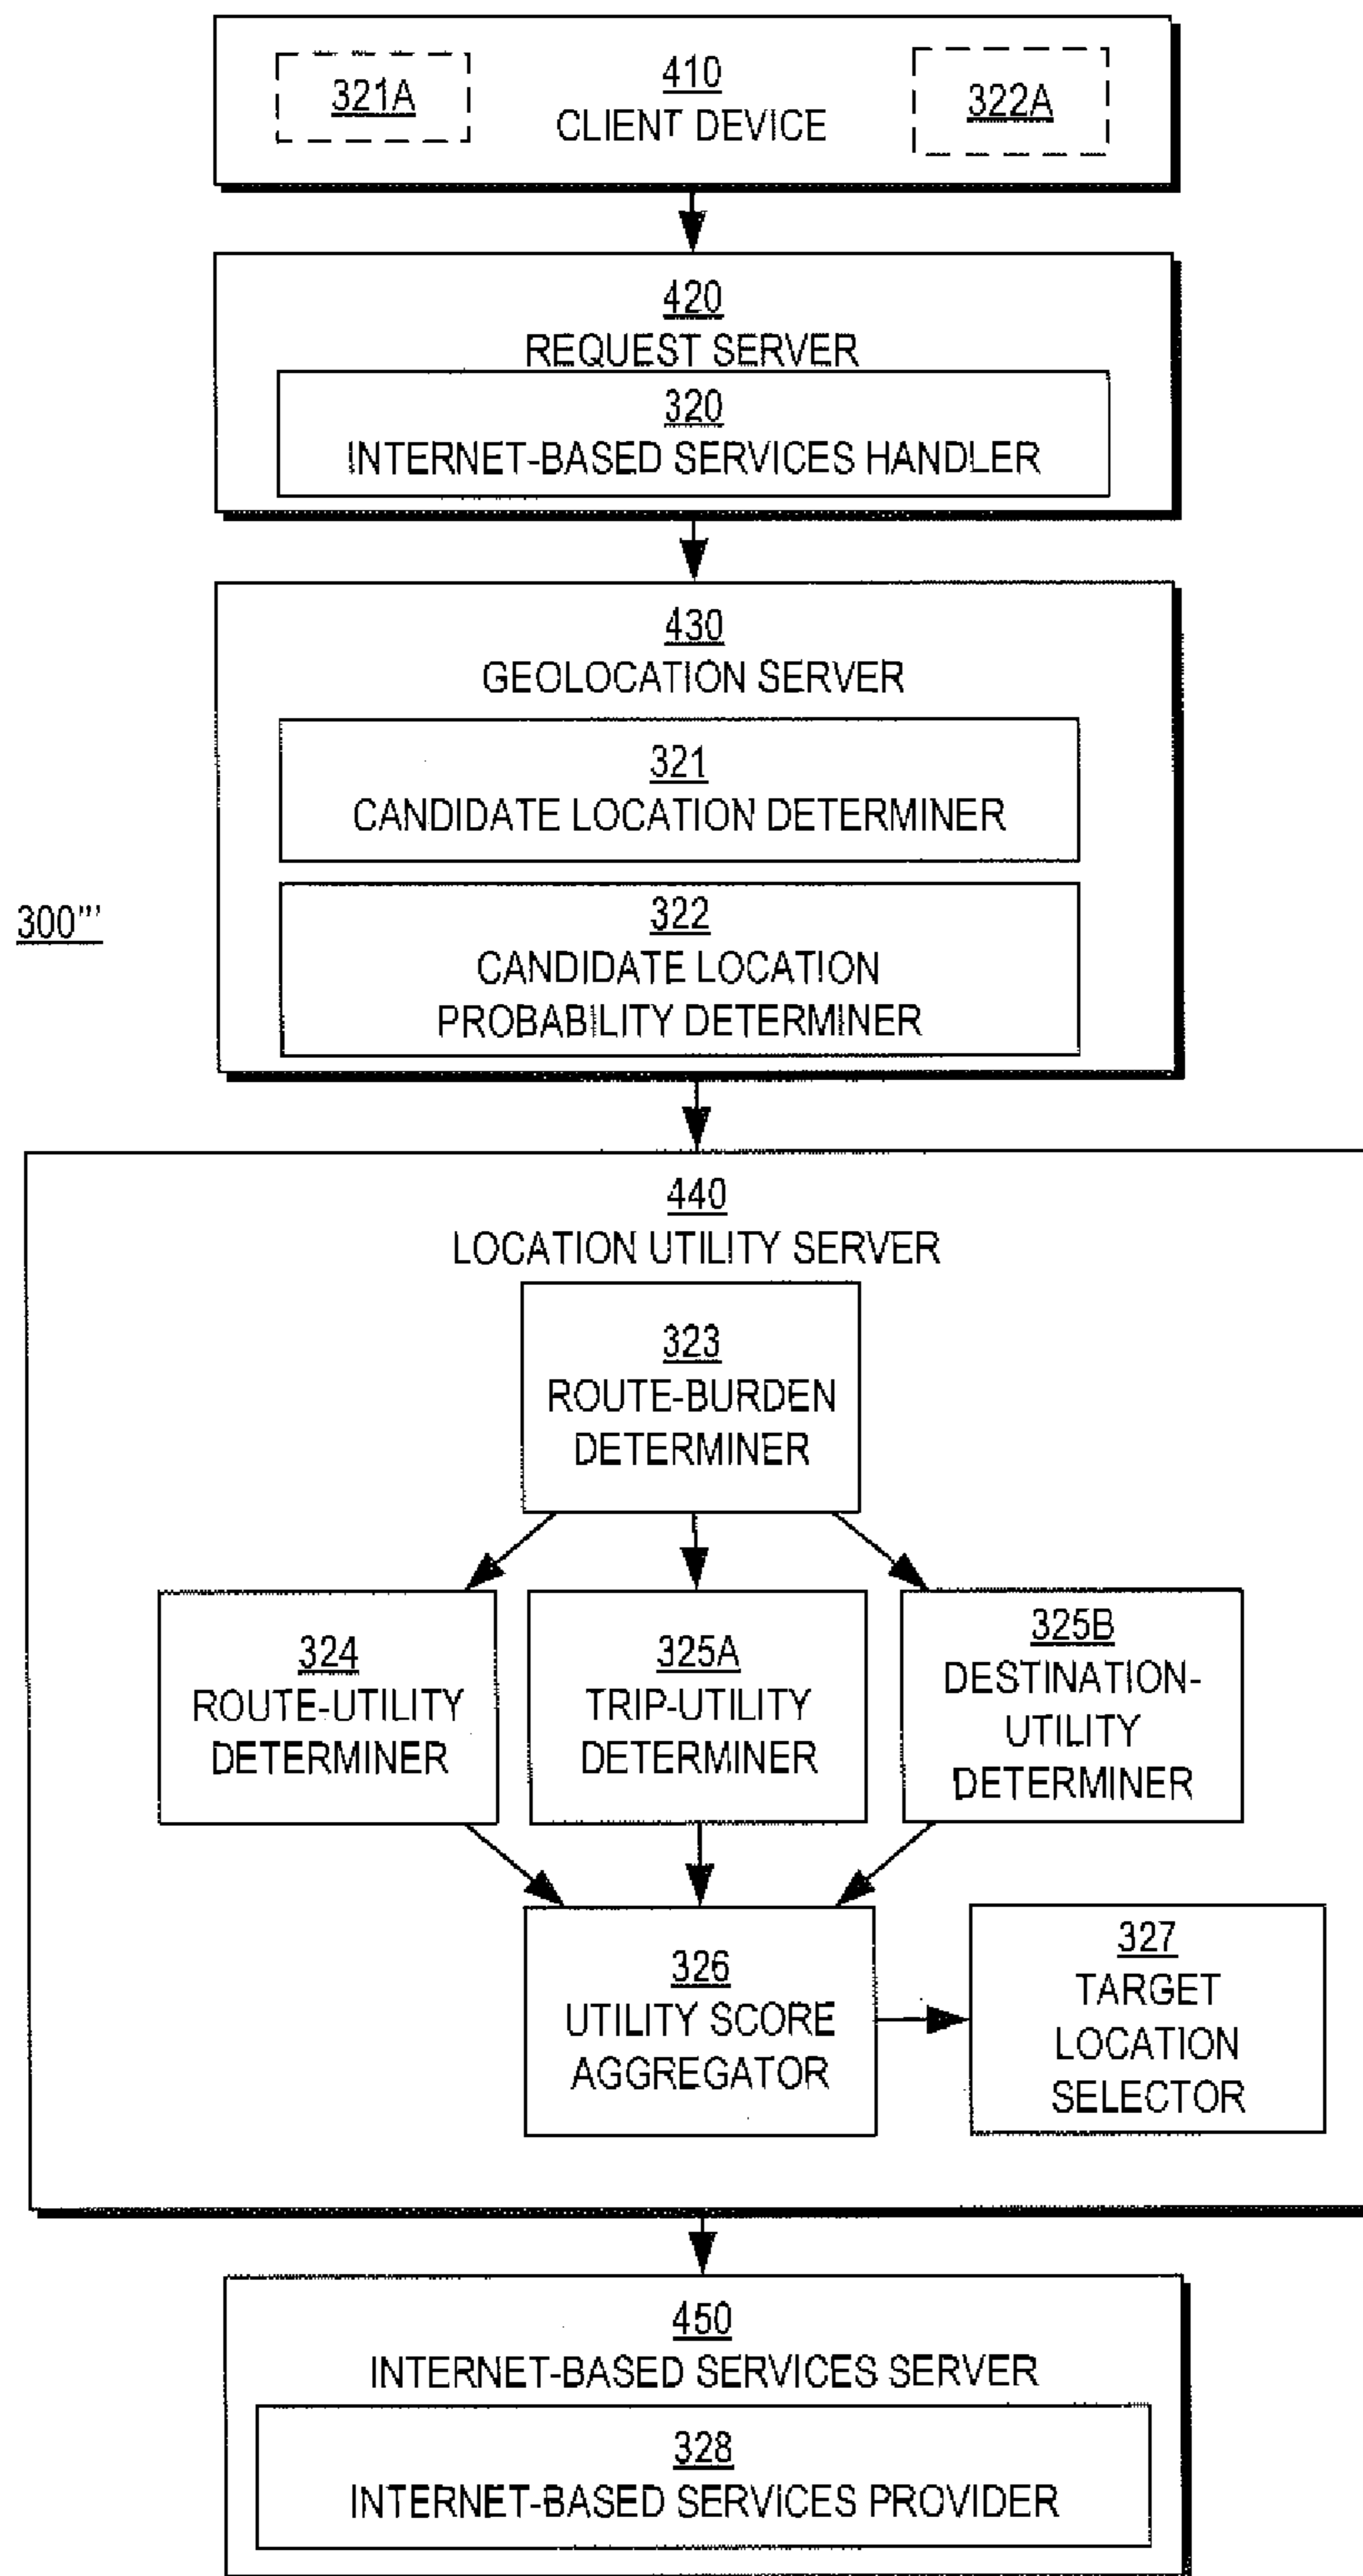 321A
410
CLIENT DEVICE
322A
420
REQUEST SERVER
320
INTERNET-BASED SERVICES HANDLER
430
GEOLOCATION SERVER
321
CANDIDATE LOCATION DETERMINER
300'''
322
CANDIDATE LOCATION
PROBABILITY DETERMINER
440
LOCATION UTILITY SERVER
323
ROUTE-BURDEN
DETERMINER
324
ROUTE-UTILITY
DETERMINER
325A
TRIP-UTILITY
DETERMINER
325B
DESTINATION-
UTILITY
DETERMINER
326
UTILITY SCORE
AGGREGATOR
327
TARGET
LOCATION
SELECTOR
450
INTERNET-BASED SERVICES SERVER
328
INTERNET-BASED SERVICES PROVIDER